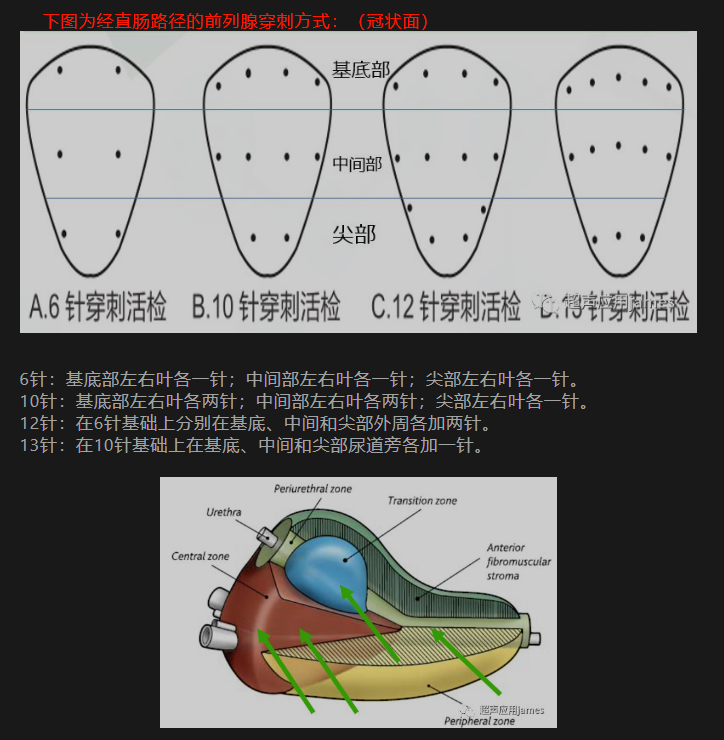 下图为经直肠路径的前列腺穿刺方式：（冠状面）
基底部
中间部
尖部
A.6 针穿刺活检 B.10 针穿刺活检 C.12 针穿刺活检 D.13 针穿刺活检
超声应用james
6针：基底部左右叶各一针；中间部左右叶各一针；尖部左右叶各一针。
10针：基底部左右叶各两针；中间部左右叶各两针；尖部左右叶各一针。
12针：在6针基础上分别在基底、中间和尖部外周各加两针。
13针：在10针基础上在基底、中间和尖部尿道旁各加一针。
Periurethral zone
Transition zone
Urethra
Central zone
Anterior
fibromuscular
stroma
超声应用james
Peripheral zone